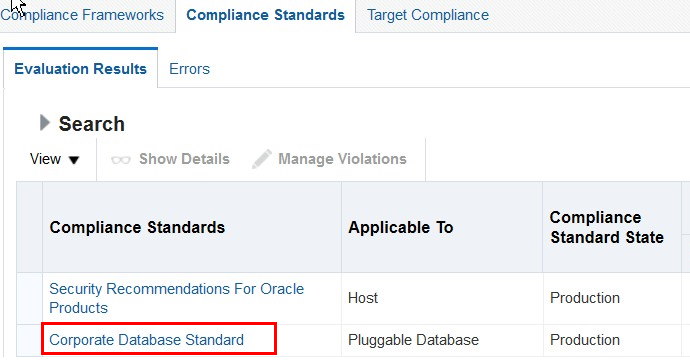 Compliance Frameworks Compliance Standards Target Compliance
Evaluation Results Errors
Search
View Show Details Manage Violations
Compliance Standards Applicable To Compliance Standard State
Security Recommendations For Oracle Products Host Production
Corporate Database Standard Pluggable Database Production